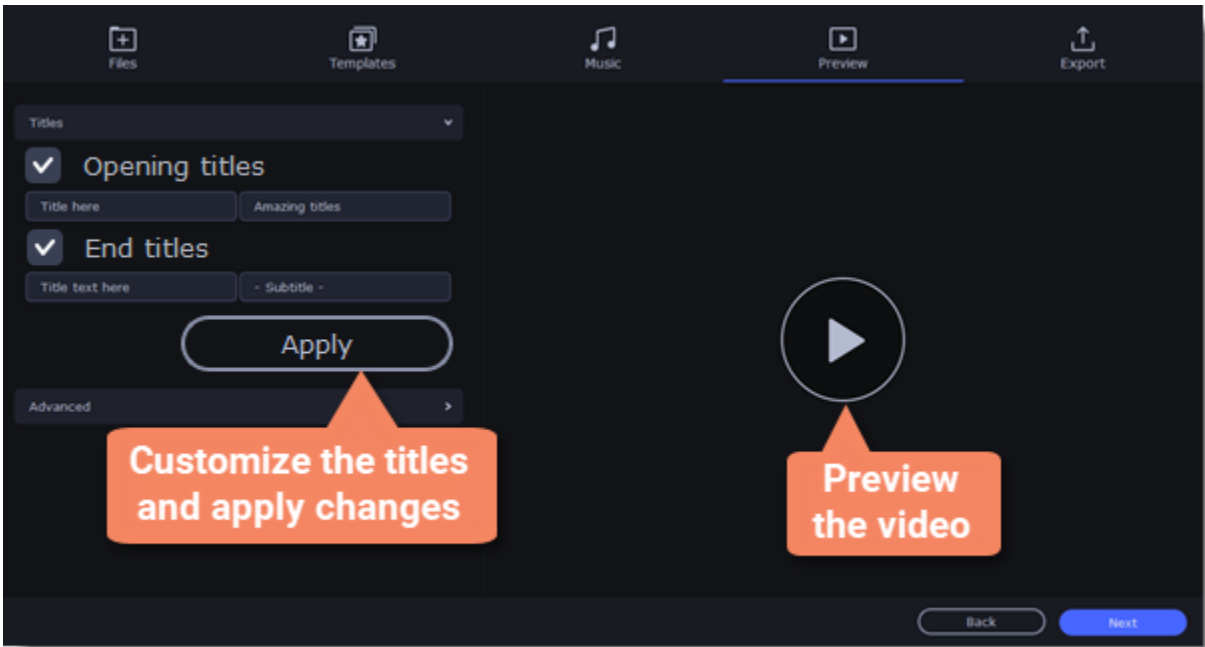 Files
Templates
Music
Preview
Export
Titles
Opening titles
Title here
Amazing titles
End titles
Title text here
- Subtitle -
Apply
Advanced
Customize the titles
and apply changes
Preview
the video
Back
Next